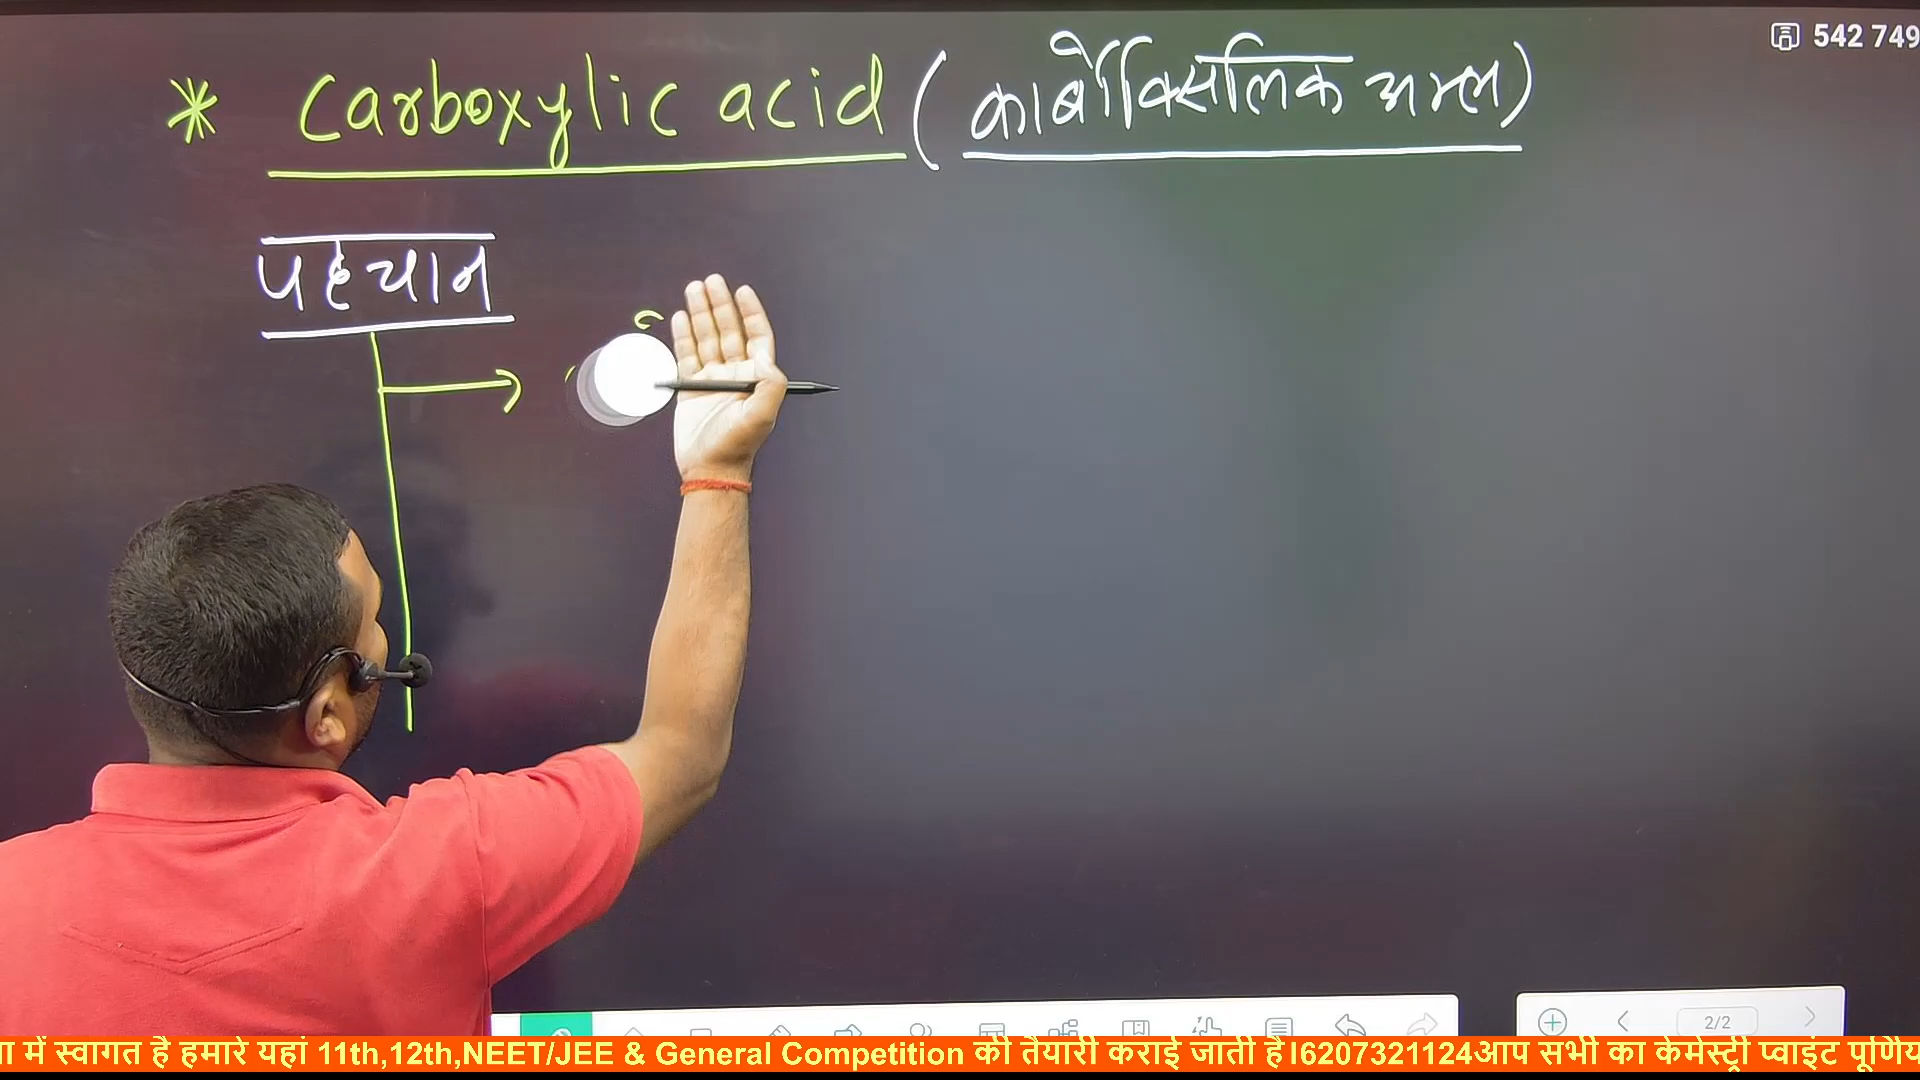 * Carboxylic acid (कार्बोक्सिलिक अम्ल)
542 749
पहचान
2/2
में स्वागत है हमारे यहां 11th,12th,NEET/JEE & General Competition की तैयारी कराई जाती है।6207321124आप सभी का केमेस्ट्री प्वाइंट